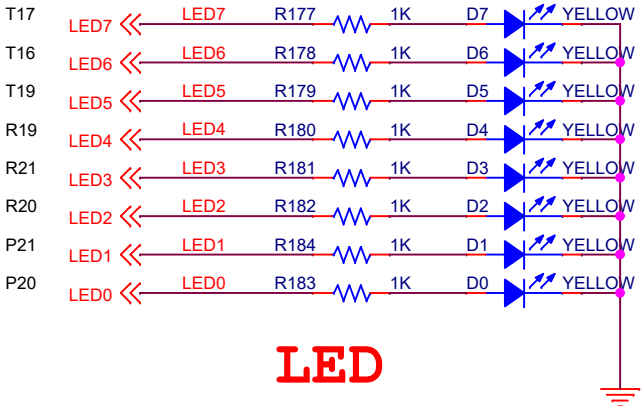 T17 LED7 LED7 R177 1K D7 YELLOW
T16 LED6 LED6 R178 1K D6 YELLOW
T19 LED5 LED5 R179 1K D5 YELLOW
R19 LED4 LED4 R180 1K D4 YELLOW
R21 LED3 LED3 R181 1K D3 YELLOW
R20 LED2 LED2 R182 1K D2 YELLOW
P21 LED1 LED1 R184 1K D1 YELLOW
P20 LED0 LED0 R183 1K D0 YELLOW
LED